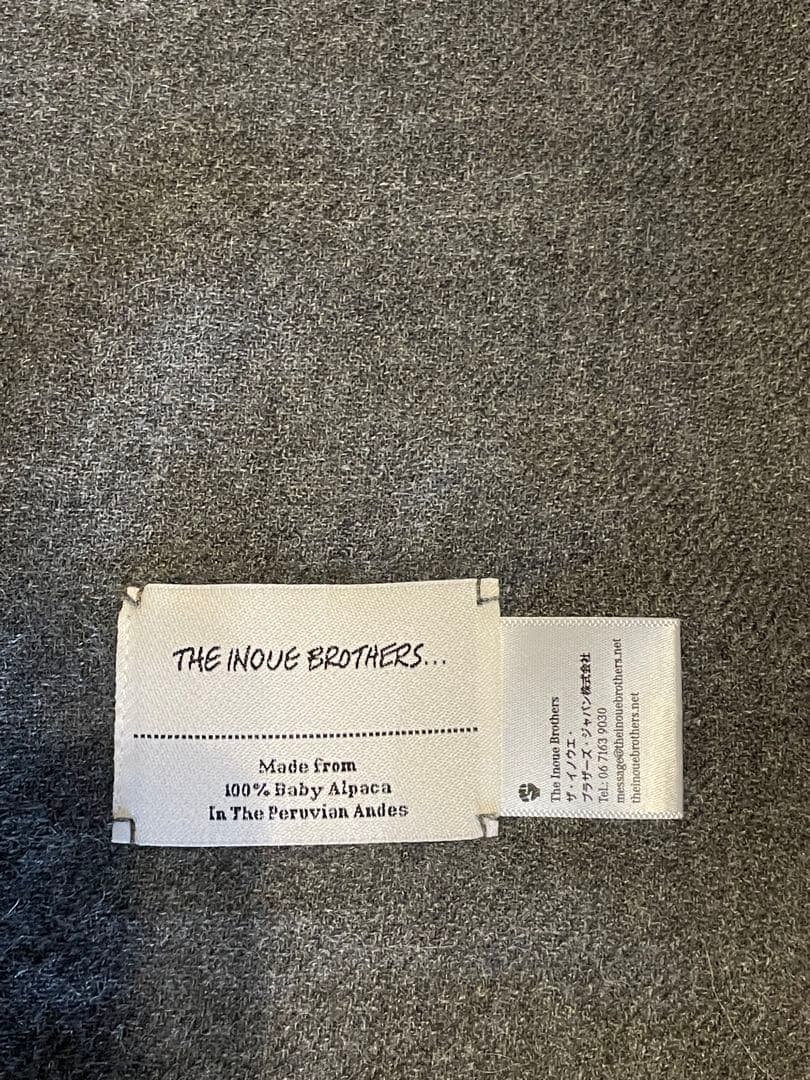 THE INOUE BROTHERS...
Made from
100% Baby Alpaca
In The Peruvian Andes
The Inoue Brothers
ザ・イノウエ・
ブラザーズ・ジャパン株式会社
Tel.: 06 7163 9030
message@theinouebrothers.net
theinouebrothers.net